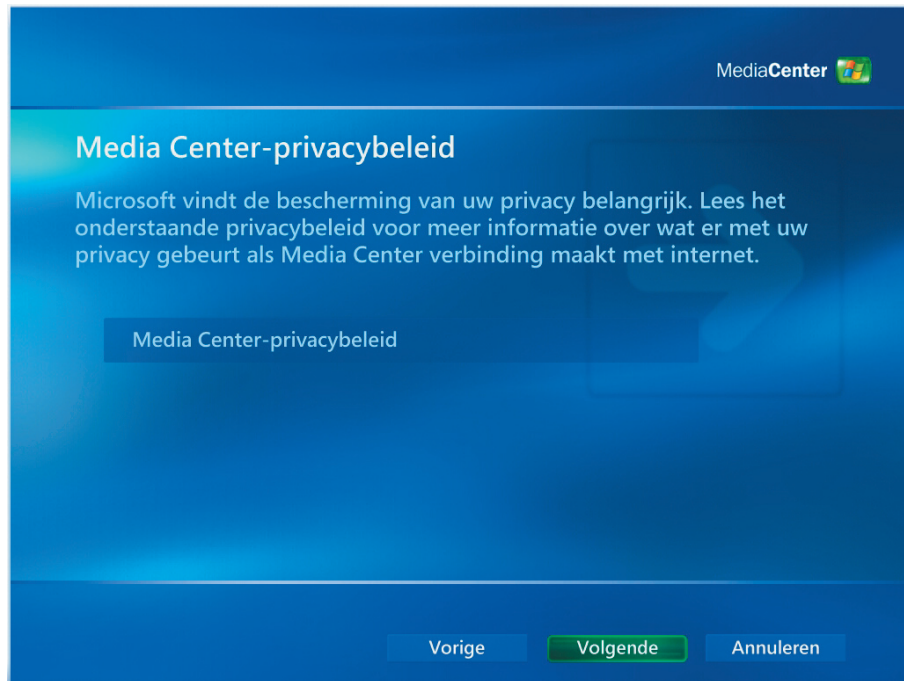 MediaCenter
Media Center-privacybeleid
Microsoft vindt de bescherming van uw privacy belangrijk. Lees het
onderstaande privacybeleid voor meer informatie over wat er met uw
privacy gebeurt als Media Center verbinding maakt met internet.
Media Center-privacybeleid
Vorige
Volgende
Annuleren